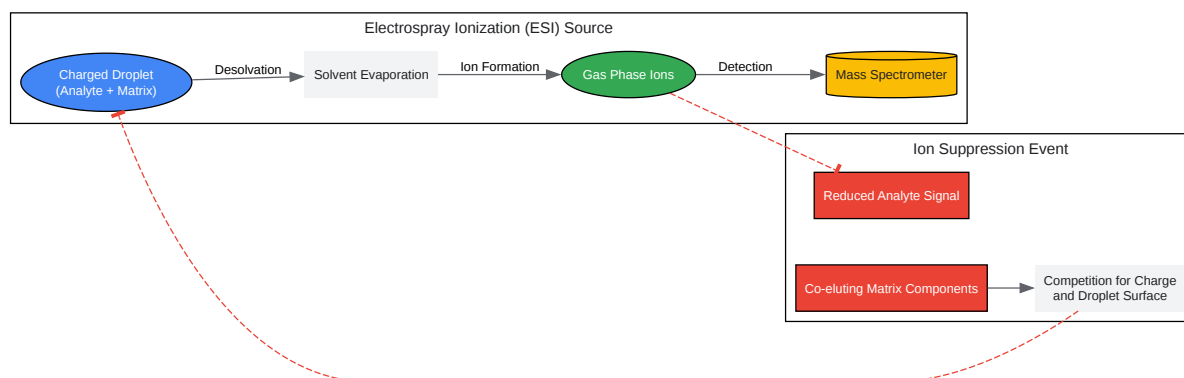 Electrospray Ionization (ESI) Source
Charged Droplet
(Analyte + Matrix)
Desolvation
Solvent Evaporation
Ion Formation
Gas Phase Ions
Detection
Mass Spectrometer
Ion Suppression Event
Reduced Analyte Signal
Co-eluting Matrix Components
Competition for Charge
and Droplet Surface